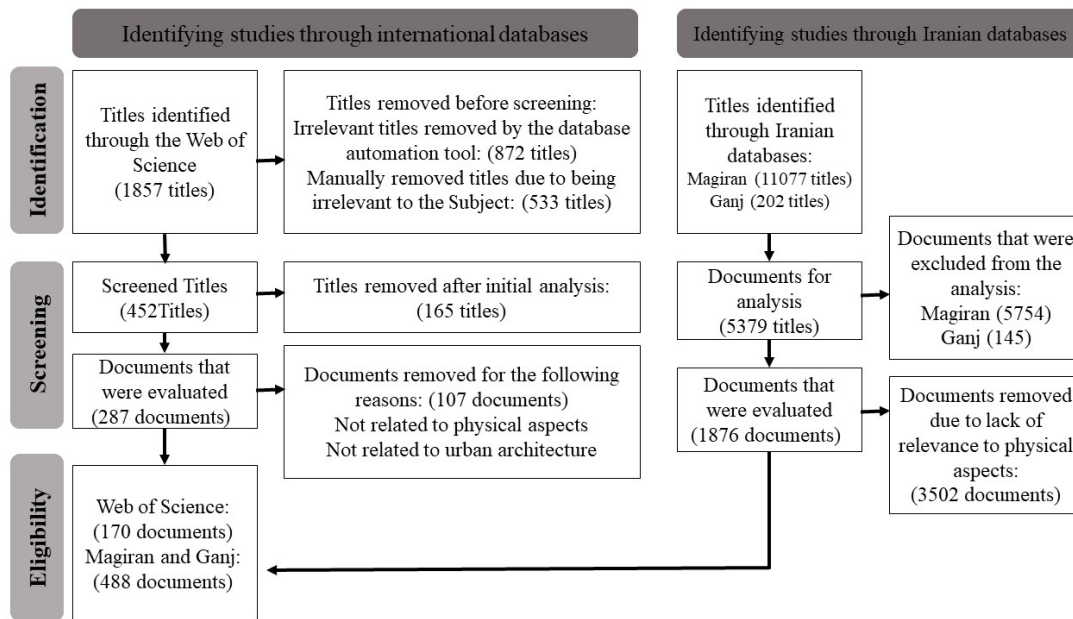 Identifying studies through international databases
Identifying studies through Iranian databases
Identification
Titles identified
through the Web of
Science
(1857 titles)
Titles removed before screening:
Irrelevant titles removed by the database
automation tool: (872 titles)
Manually removed titles due to being
irrelevant to the Subject: (533 titles)
Titles identified
through Iranian
databases:
Magiran (11077 titles)
Ganj (202 titles)
Screening
Screened Titles
(452Titles)
Titles removed after initial analysis:
(165 titles)
Documents for
analysis
(5379 titles)
Documents that were
excluded from the
analysis:
Magiran (5754)
Ganj (145)
Documents that
were evaluated
(287 documents)
Documents removed for the following
reasons: (107 documents)
Not related to physical aspects
Not related to urban architecture
Documents that
were evaluated
(1876 documents)
Documents removed
due to lack of
relevance to physical
aspects:
(3502 documents)
Eligibility
Web of Science:
(170 documents)
Magiran and Ganj:
(488 documents)